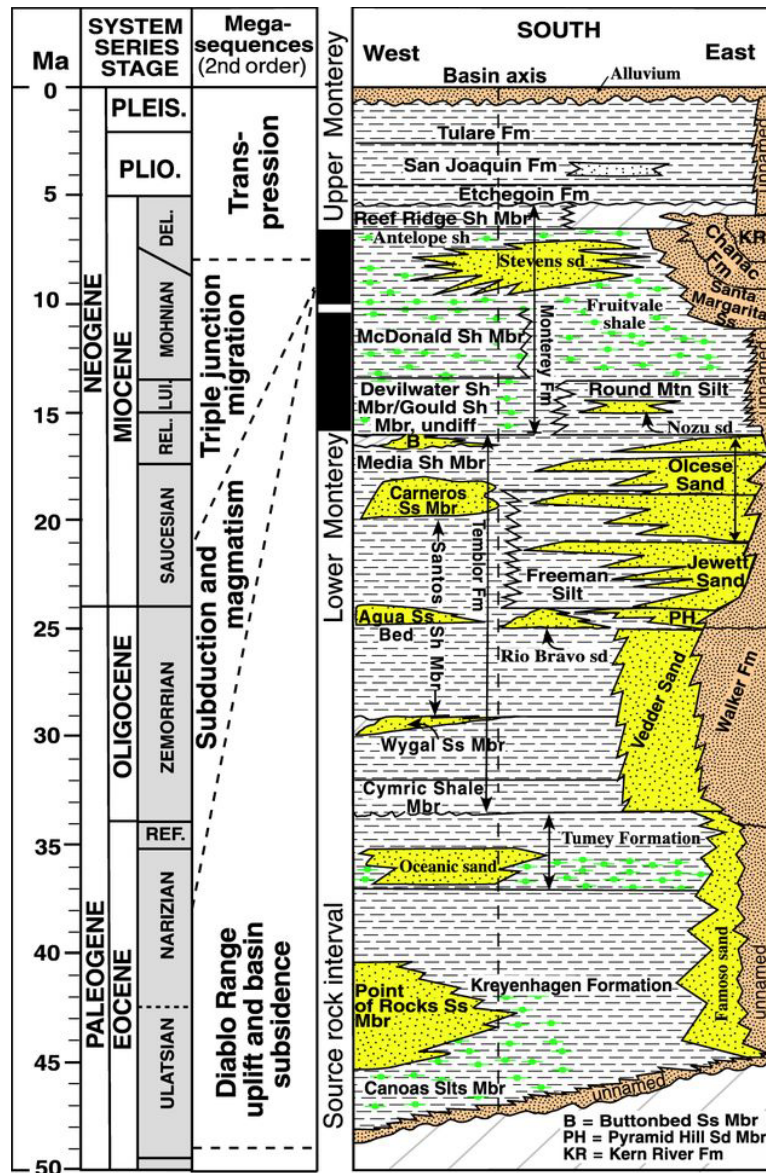 SYSTEM
SERIES
STAGE
Ma
Mega-
sequences
(2nd order)
SOUTH
West
East
Basin axis
Alluvium
0
5
10
15
20
25
30
35
40
45
50
NEOGENE
PALEOGENE
PLEIS.
PLIO.
MIOCENE
OLIGOCENE
EOCENE
DEL.
MOHNIAN
LUI.
REL.
SAUCESIAN
ZEMORRIAN
REF.
NARIZIAN
ULATSIAN
Trans-
pression
Triple junction
migration
Subduction and
magmatism
Diablo Range
uplift and basin
subsidence
Upper Monterey
Lower Monterey
Source rock interval
Tulare Fm
San Joaquin Fm
Etchegoin Fm
unnamed
Reef Ridge Sh Mbr
Antelope sh
Stevens sd
KR
Chanac
Fm
Santa
Margarita
Ss
Fruitvale
shale
McDonald Sh Mbr
Monterey Fm
unnamed
Devilwater Sh
Mbr/Gould Sh
Mbr, undiff
Round Mtn Silt
Nozu sd
B
Media Sh Mbr
Olcese
Sand
Carneros
Ss Mbr
Temblor Fm
Santos Sh Mbr
Freeman
Silt
Jewett
Sand
Agua Ss
Bed
PH
Rio Bravo sd
Vedder Sand
Walker Fm
Wygal Ss Mbr
Cymric Shale
Mbr
Tumey Formation
Oceanic sand
Kreyenhagen Formation
Famoso sand
unnamed
Point
of Rocks Ss
Mbr
Canoas Slts Mbr
unnamed
B = Buttonbed Ss Mbr
PH = Pyramid Hill Sd Mbr
KR = Kern River Fm